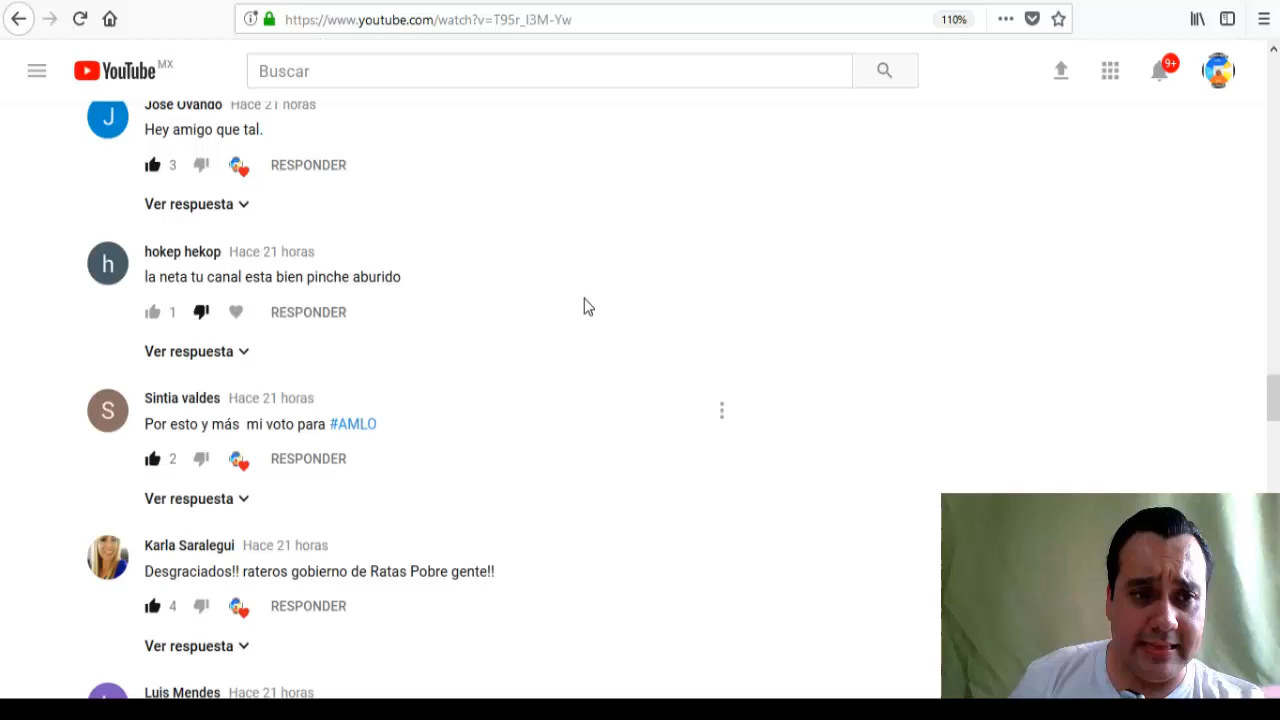 https://www.youtube.com/watch?v=T95r_I3M-Yw
110%
YouTube MX
Buscar
9+
J
Jose Ovando Hace 21 horas
Hey amigo que tal.
3 RESPONDER
Ver respuesta
h
hokep hekop Hace 21 horas
la neta tu canal esta bien pinche aburido
1 RESPONDER
Ver respuesta
S
Sintia valdes Hace 21 horas
Por esto y más mi voto para #AMLO
2 RESPONDER
Ver respuesta
Karla Saralegui Hace 21 horas
Desgraciados!! rateros gobierno de Ratas Pobre gente!!
4 RESPONDER
Ver respuesta
Luis Mendes Hace 21 horas